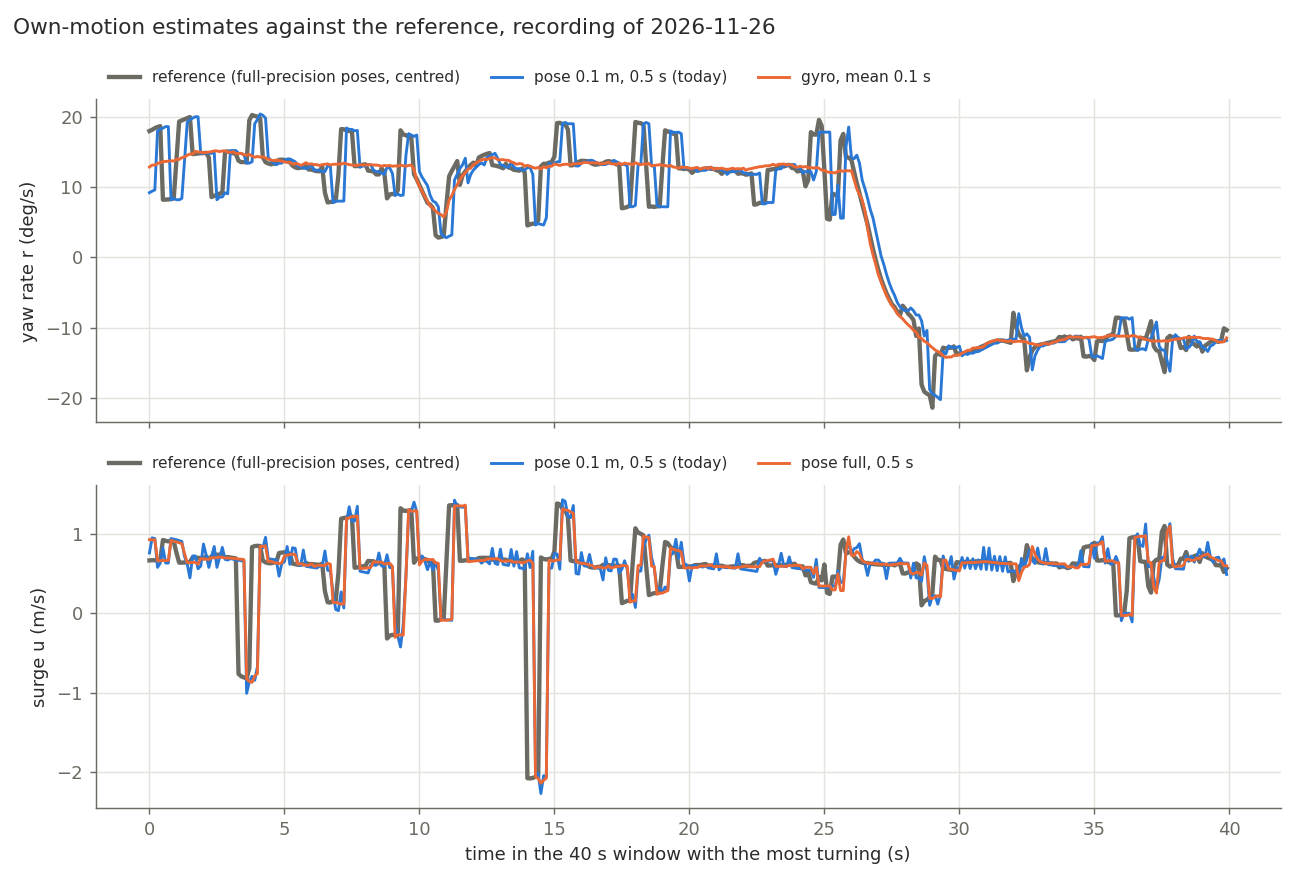 Own-motion estimates against the reference, recording of 2026-11-26
reference (full-precision poses, centred) pose 0.1 m, 0.5 s (today) gyro, mean 0.1 s
yaw rate r (deg/s)
20
10
0
−10
−20
reference (full-precision poses, centred) pose 0.1 m, 0.5 s (today) pose full, 0.5 s
surge u (m/s)
1
0
−1
−2
0 5 10 15 20 25 30 35 40
time in the 40 s window with the most turning (s)